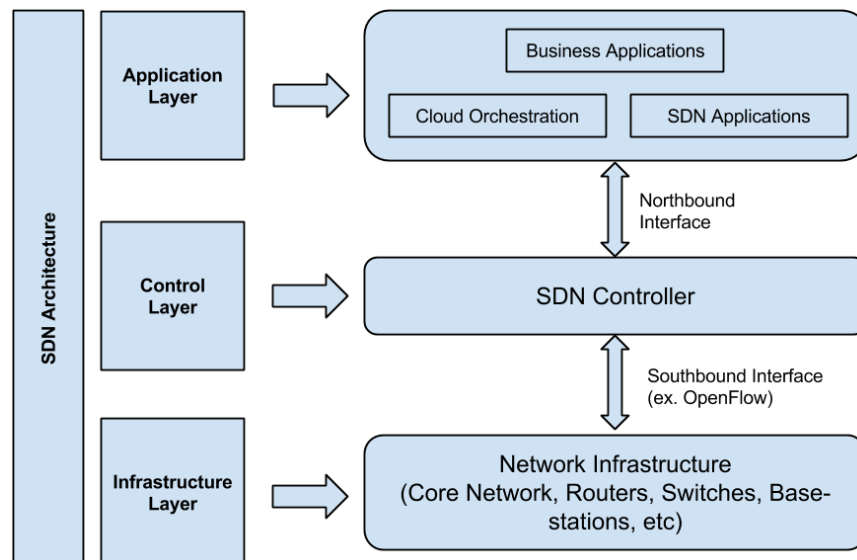 SDN Architecture
Application
Layer
Business Applications
Cloud Orchestration
SDN Applications
Northbound
Interface
Control
Layer
SDN Controller
Southbound Interface
(ex. OpenFlow)
Infrastructure
Layer
Network Infrastructure
(Core Network, Routers, Switches, Base-
stations, etc)